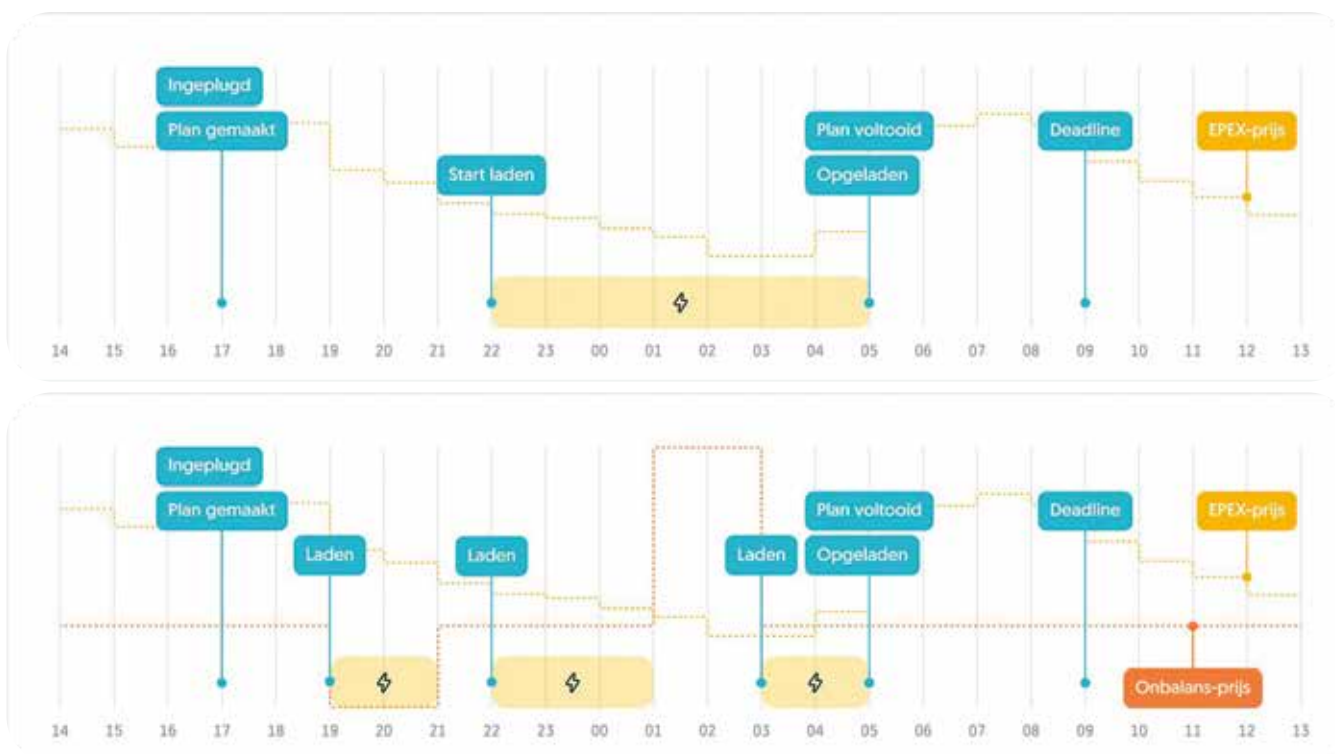 Ingeplugd
Plan gemaakt
Start laden
Plan voltooid
Opgeladen
Deadline
EPEX-prijs
14 15 16 17 18 19 20 21 22 23 00 01 02 03 04 05 06 07 08 09 10 11 12 13
Ingeplugd
Plan gemaakt
Laden
Laden
Laden
Plan voltooid
Opgeladen
Deadline
EPEX-prijs
Onbalans-prijs
14 15 16 17 18 19 20 21 22 23 00 01 02 03 04 05 06 07 08 09 10 11 12 13